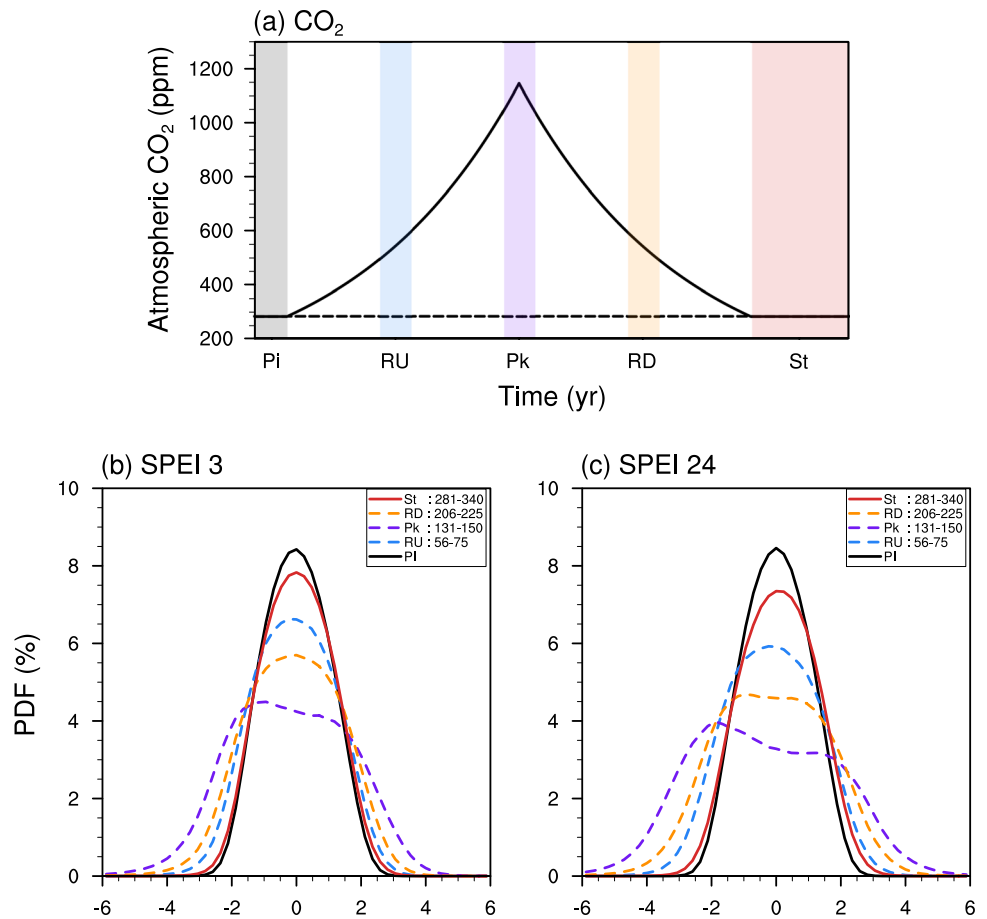 (a) CO₂
Atmospheric CO₂ (ppm)
1200
1000
800
600
400
200
Pi RU Pk RD St
Time (yr)
(b) SPEI 3
PDF (%)
10
8
6
4
2
0
St : 281-340
RD : 206-225
Pk : 131-150
RU : 56-75
PI
-6 -4 -2 0 2 4 6
(c) SPEI 24
10
8
6
4
2
0
St : 281-340
RD : 206-225
Pk : 131-150
RU : 56-75
PI
-6 -4 -2 0 2 4 6